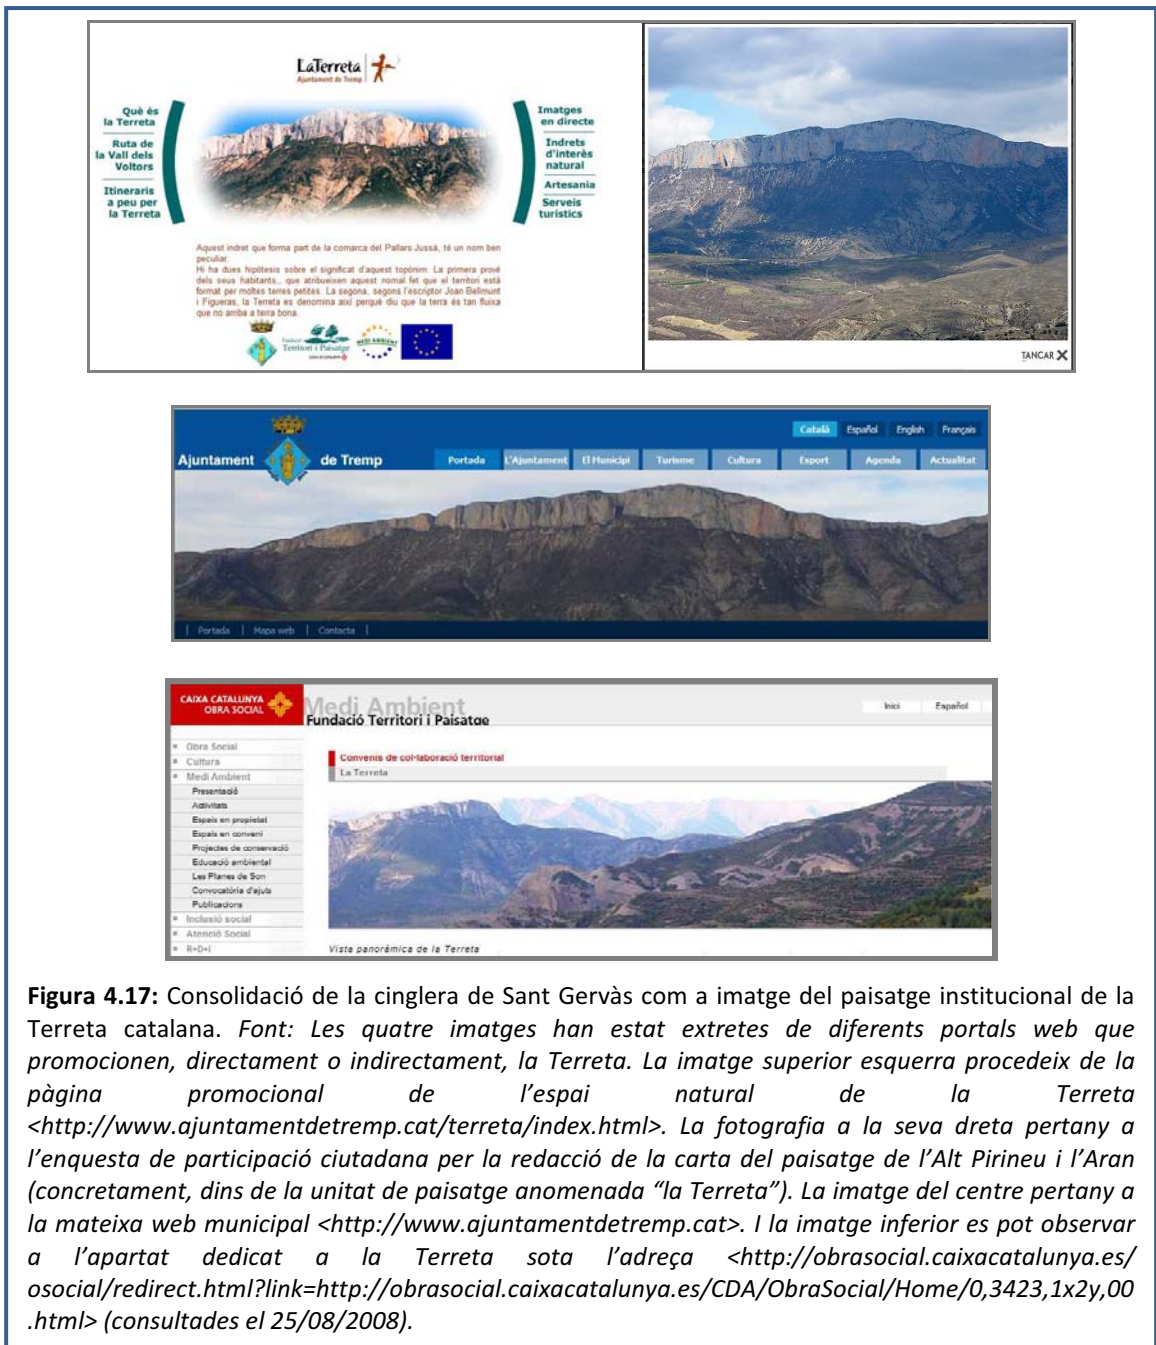 LaTerreta
Ajuntament de Tremp
Què és
la Terreta
Ruta de
la Vall dels
Voltors
Itineraris
a peu per
la Terreta
Imatges
en directe
Indrets
d'interès
natural
Artesania
Serveis
turístics
Aquest indret que forma part de la comarca del Pallars Jussà, té un nom ben
peculiar.
Hi ha dues hipòtesis sobre el significat d'aquest topònim. La primera prové
dels seus habitants, que atribueixen aquest nomal fet que el territori està
format per moltes terres petites. La segona, segons l'escriptor Joan Bellmunt
i Figueras, la Terreta es denomina així perquè diu que la terra és tan fluixa
que no arriba a terra bona.
Fundació
Territori i Paisatge
MEDI AMBIENT
TANCAR X
Català Español English Français
Ajuntament de Tremp
Portada L'Ajuntament El Municipi Turisme Cultura Esport Agenda Actualitat
| Portada | Mapa web | Contacta |
CAIXA CATALUNYA
OBRA SOCIAL
Medi Ambient
Fundació Territori i Paisatge
Inici Español
Obra Social
Cultura
Medi Ambient
Presentació
Activitats
Espais en propietat
Espais en conveni
Projectes de conservació
Educació ambiental
Les Planes de Son
Convocatòria d'ajuts
Publicacions
Inclusió social
Atenció Social
R+D+I
Convenis de col·laboració territorial
La Terreta
Vista panoràmica de la Terreta
Figura 4.17: Consolidació de la cinglera de Sant Gervàs com a imatge del paisatge institucional de la
Terreta catalana. Font: Les quatre imatges han estat extretes de diferents portals web que
promocionen, directament o indirectament, la Terreta. La imatge superior esquerra procedeix de la
pàgina promocional de l'espai natural de la Terreta
<http://www.ajuntamentdetremp.cat/terreta/index.html>. La fotografia a la seva dreta pertany a
l'enquesta de participació ciutadana per la redacció de la carta del paisatge de l'Alt Pirineu i l'Aran
(concretament, dins de la unitat de paisatge anomenada "la Terreta"). La imatge del centre pertany a
la mateixa web municipal <http://www.ajuntamentdetremp.cat>. I la imatge inferior es pot observar
a l'apartat dedicat a la Terreta sota l'adreça <http://obrasocial.caixacatalunya.es/
osocial/redirect.html?link=http://obrasocial.caixacatalunya.es/CDA/ObraSocial/Home/0,3423,1x2y,00
.html> (consultades el 25/08/2008).